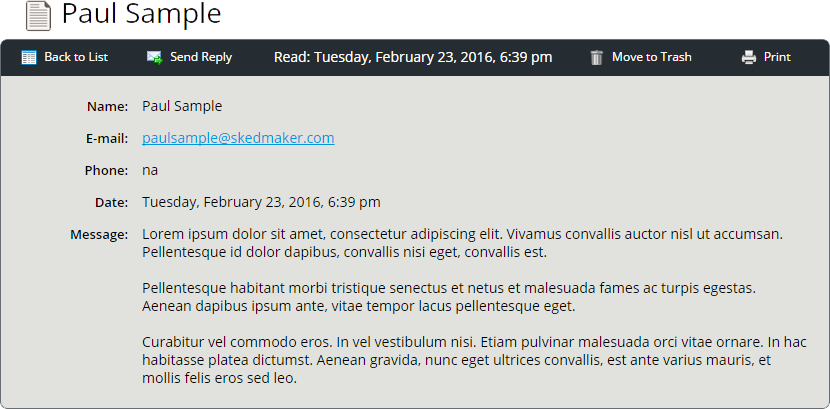 Paul Sample
Back to List Send Reply Read: Tuesday, February 23, 2016, 6:39 pm Move to Trash Print
Name: Paul Sample
E-mail: paulsample@skedmaker.com
Phone: na
Date: Tuesday, February 23, 2016, 6:39 pm
Message: Lorem ipsum dolor sit amet, consectetur adipiscing elit. Vivamus convallis auctor nisl ut accumsan.
Pellentesque id dolor dapibus, convallis nisi eget, convallis est.
Pellentesque habitant morbi tristique senectus et netus et malesuada fames ac turpis egestas.
Aenean dapibus ipsum ante, vitae tempor lacus pellentesque eget.
Curabitur vel commodo eros. In vel vestibulum nisi. Etiam pulvinar malesuada orci vitae ornare. In hac
habitasse platea dictumst. Aenean gravida, nunc eget ultrices convallis, est ante varius mauris, et
mollis felis eros sed leo.